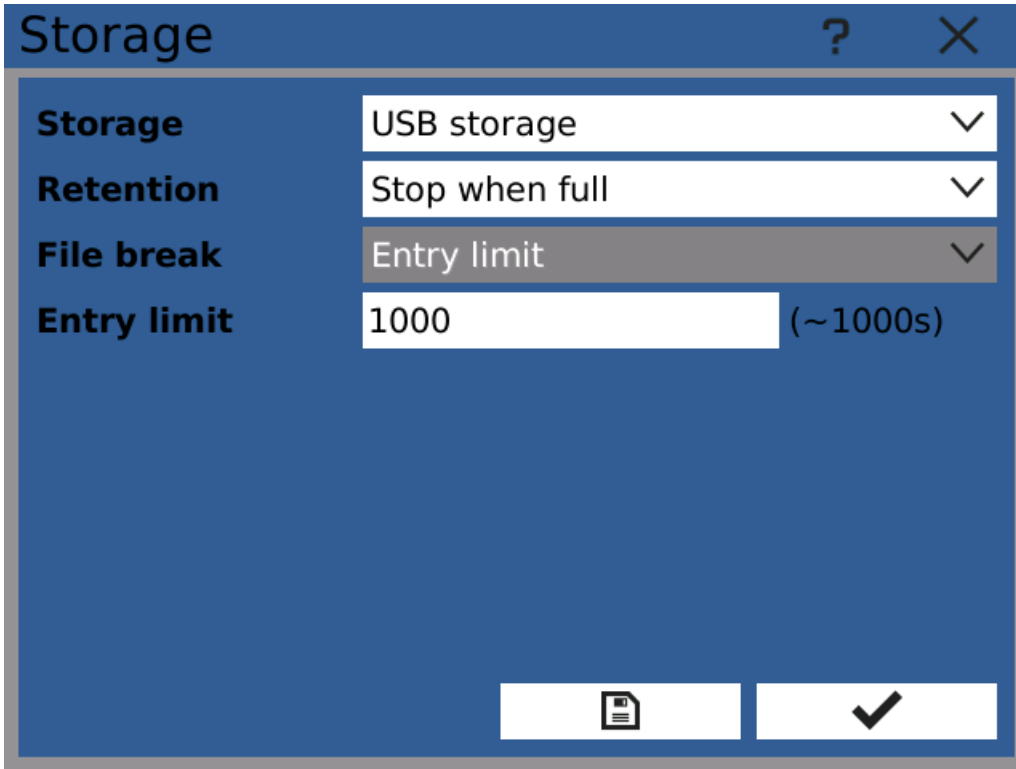 Storage ?
Storage USB storage
Retention Stop when full
File break Entry limit
Entry limit 1000 (~1000s)